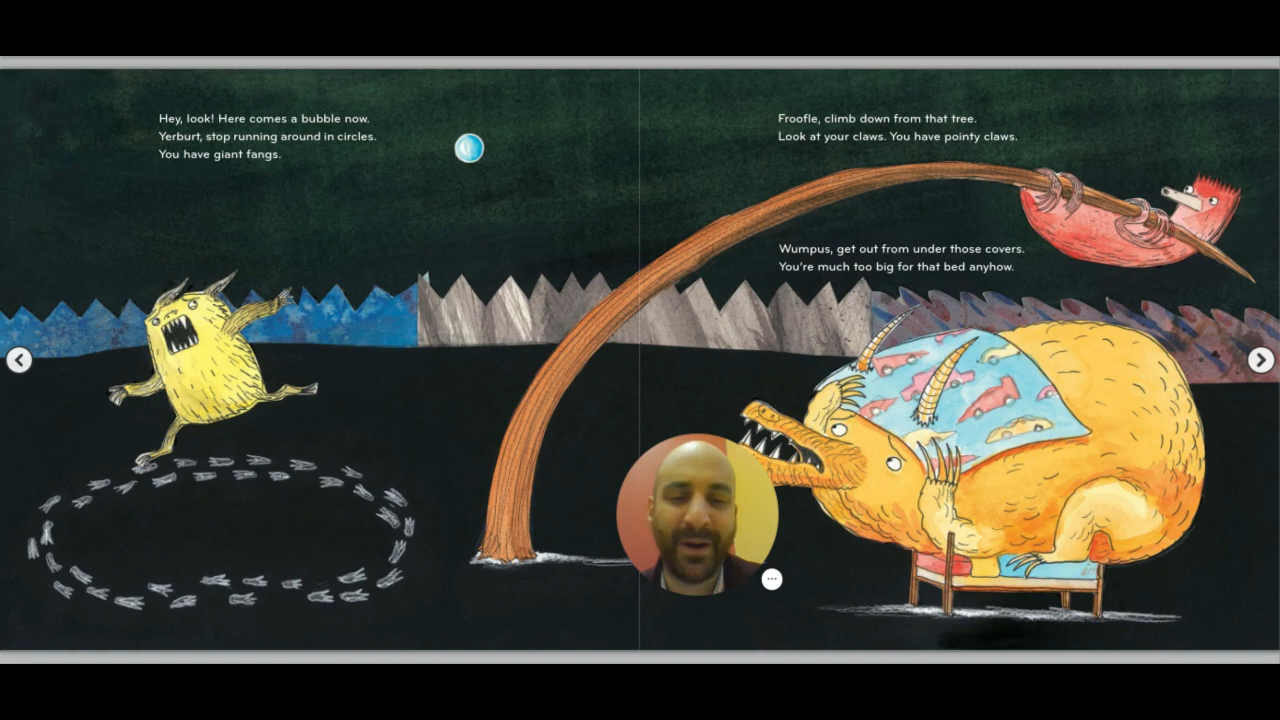 Hey, look! Here comes a bubble now.
Yerburt, stop running around in circles.
You have giant fangs.
Froofle, climb down from that tree.
Look at your claws. You have pointy claws.
Wumpus, get out from under those covers.
You're much too big for that bed anyhow.